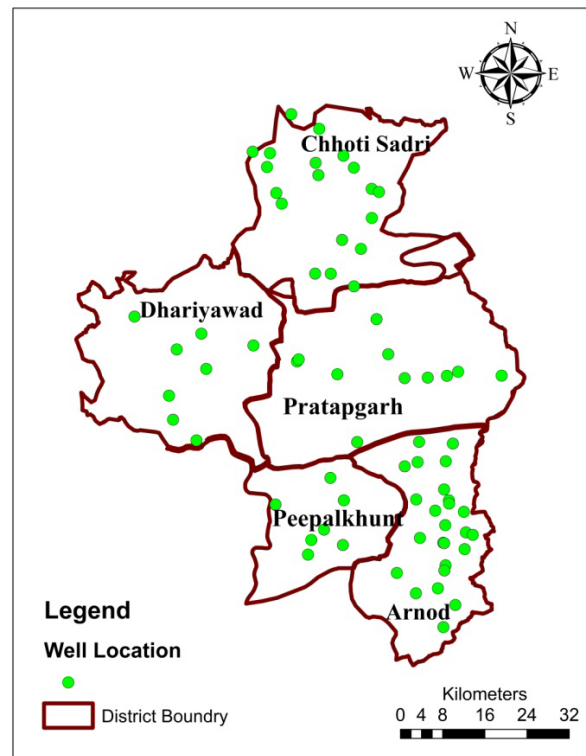 N
W E
S
Chhoti Sadri
Dhariyawad
Pratapgarh
Peepalkhunt
Arnod
Legend
Well Location
District Boundry
Kilometers
0 4 8 16 24 32